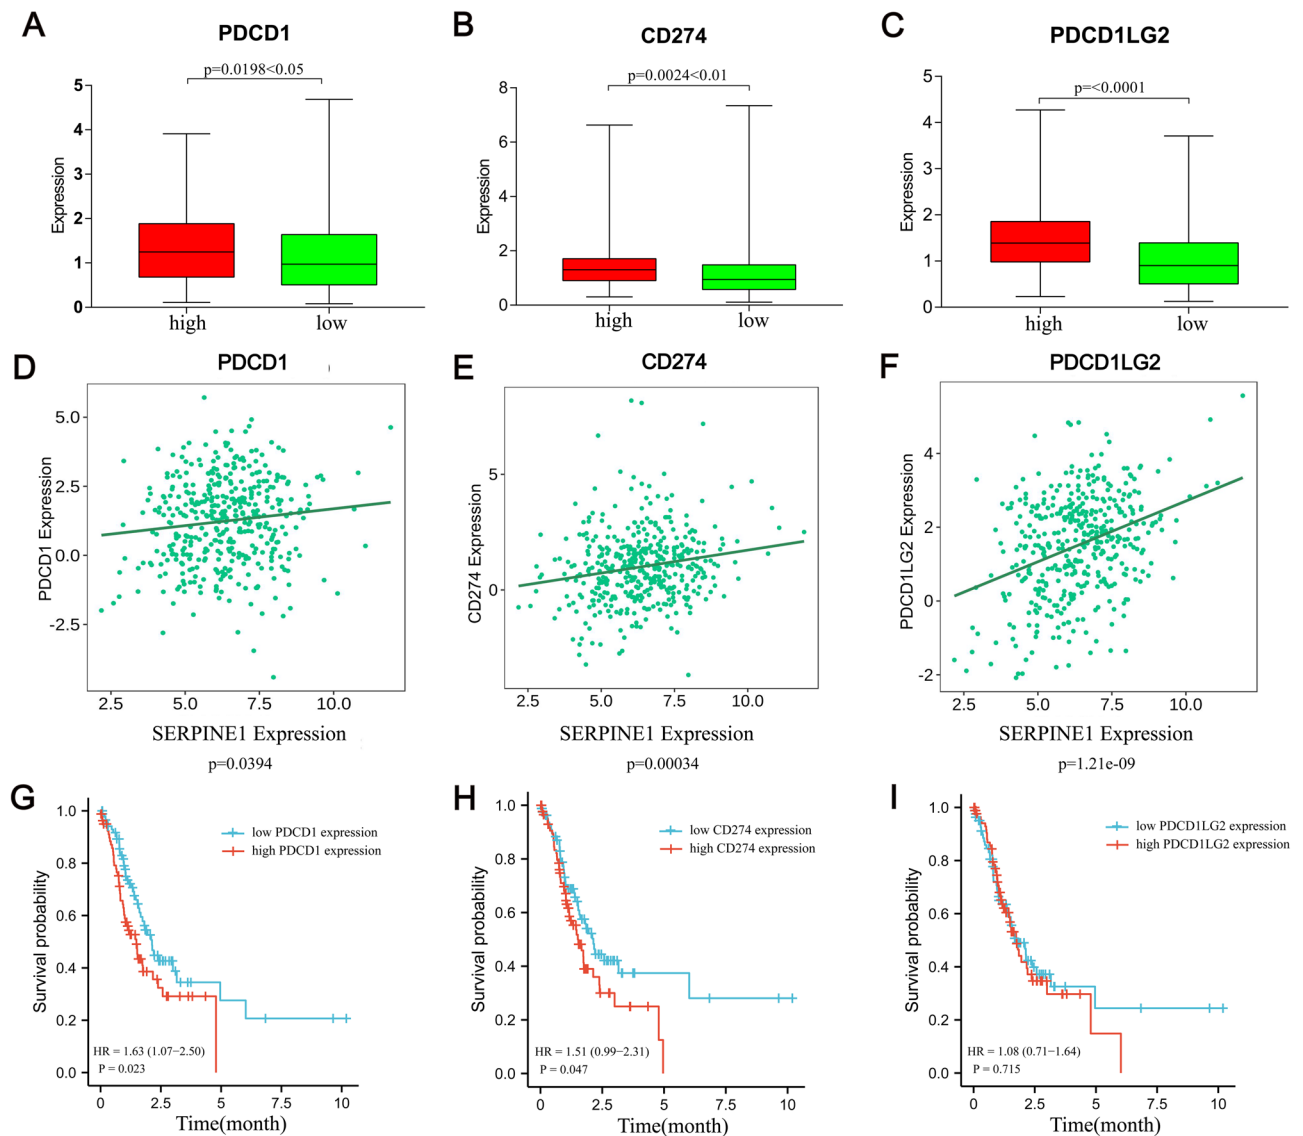 A
PDCD1
p=0.0198<0.05
Expression
5
4
3
2
1
0
high
low
B
CD274
p=0.0024<0.01
Expression
8
6
4
2
0
high
low
C
PDCD1LG2
p=<0.0001
Expression
5
4
3
2
1
0
high
low
D
PDCD1
PDCD1 Expression
5.0
2.5
0.0
-2.5
2.5 5.0 7.5 10.0
SERPINE1 Expression
p=0.0394
E
CD274
CD274 Expression
5
0
2.5 5.0 7.5 10.0
SERPINE1 Expression
p=0.00034
F
PDCD1LG2
PDCD1LG2 Expression
4
2
0
-2
2.5 5.0 7.5 10.0
SERPINE1 Expression
p=1.21e-09
G
Survival probability
1.0
0.8
0.6
0.4
0.2
0.0
low PDCD1 expression
high PDCD1 expression
HR = 1.63 (1.07−2.50)
P = 0.023
0 2.5 5 7.5 10
Time(month)
H
Survival probability
1.0
0.8
0.6
0.4
0.2
0.0
low CD274 expression
high CD274 expression
HR = 1.51 (0.99−2.31)
P = 0.047
0 2.5 5 7.5 10
Time(month)
I
Survival probability
1.0
0.8
0.6
0.4
0.2
0.0
low PDCD1LG2 expression
high PDCD1LG2 expression
HR = 1.08 (0.71−1.64)
P = 0.715
0 2.5 5 7.5 10
Time(month)